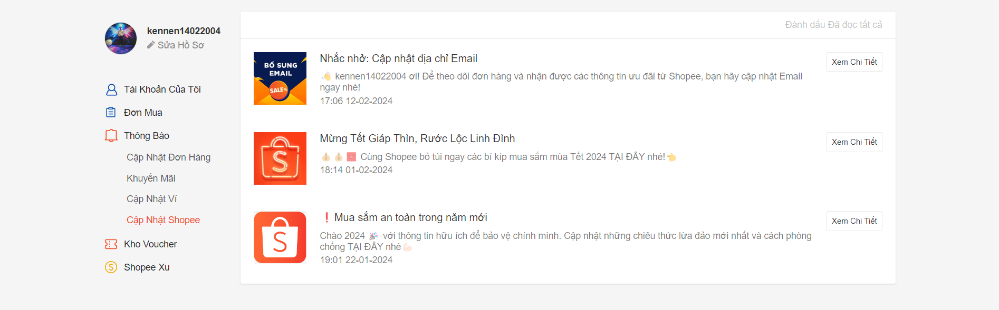 kennen14022004
Sửa Hồ Sơ
Tài Khoản Của Tôi
Đơn Mua
Thông Báo
Cập Nhật Đơn Hàng
Khuyến Mãi
Cập Nhật Ví
Cập Nhật Shopee
Kho Voucher
S
Shopee Xu
Đánh dấu Đã đọc tất cả
BỔ SUNG
EMAIL
SALE%
Nhắc nhở: Cập nhật địa chỉ Email
👋 kennen14022004 ơi! Để theo dõi đơn hàng và nhận được các thông tin ưu đãi từ Shopee, bạn hãy cập nhật Email
ngay nhé!
17:06 12-02-2024
Xem Chi Tiết
S
Mừng Tết Giáp Thìn, Rước Lộc Linh Đình
💰💰🧧 Cùng Shopee bỏ túi ngay các bí kíp mua sắm mùa Tết 2024 TẠI ĐÂY nhé!👈
18:14 01-02-2024
Xem Chi Tiết
S
❗ Mua sắm an toàn trong năm mới
Chào 2024 🎉 với thông tin hữu ích để bảo vệ chính mình. Cập nhật những chiêu thức lừa đảo mới nhất và cách phòng
chống TẠI ĐÂY nhé💪
19:01 22-01-2024
Xem Chi Tiết